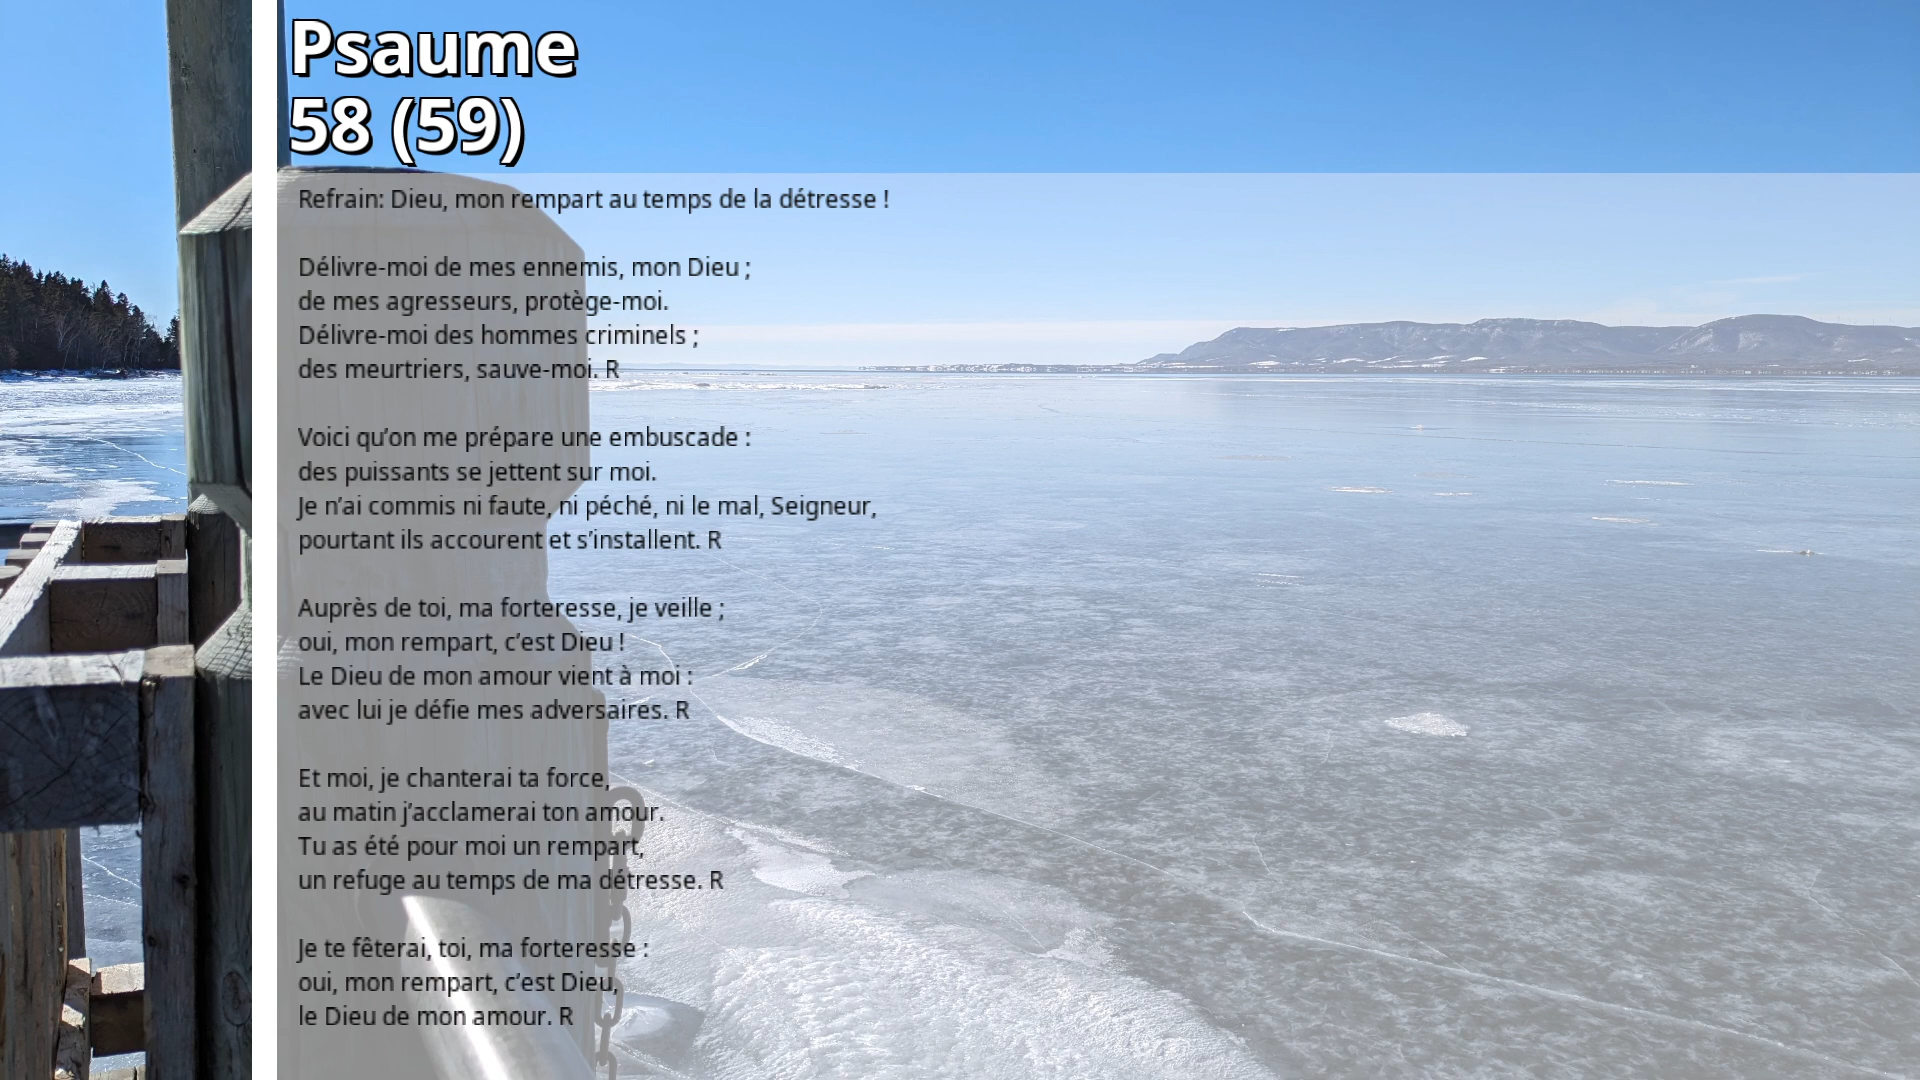 Psaume
58 (59)
Refrain: Dieu, mon rempart au temps de la détresse !
Délivre-moi de mes ennemis, mon Dieu ;
de mes agresseurs, protège-moi.
Délivre-moi des hommes criminels ;
des meurtriers, sauve-moi. R
Voici qu’on me prépare une embuscade :
des puissants se jettent sur moi.
Je n’ai commis ni faute, ni péché, ni le mal, Seigneur,
pourtant ils accourent et s’installent. R
Auprès de toi, ma forteresse, je veille ;
oui, mon rempart, c’est Dieu !
Le Dieu de mon amour vient à moi :
avec lui je défie mes adversaires. R
Et moi, je chanterai ta force,
au matin j’acclamerai ton amour.
Tu as été pour moi un rempart,
un refuge au temps de ma détresse. R
Je te fêterai, toi, ma forteresse :
oui, mon rempart, c’est Dieu,
le Dieu de mon amour. R